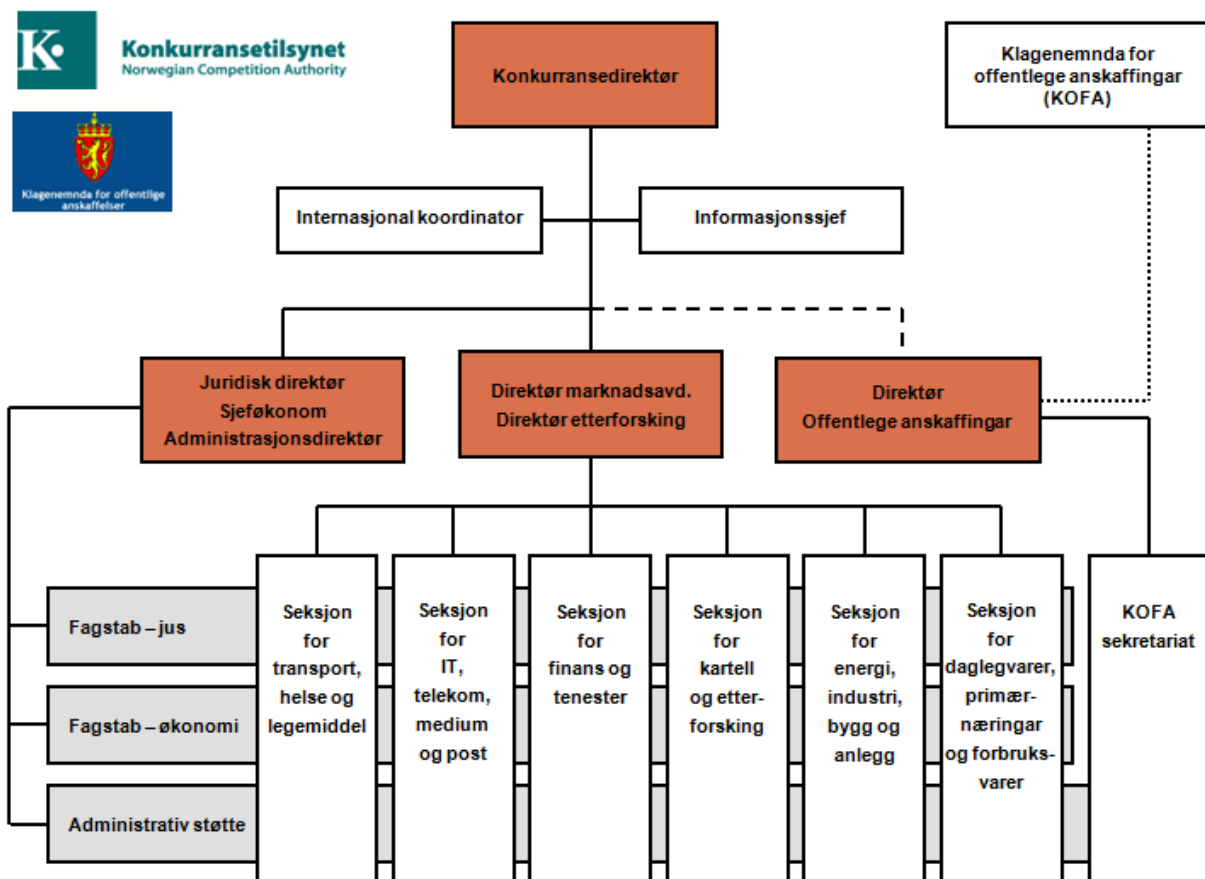 K
Konkurransetilsynet
Norwegian Competition Authority
Klagenemnda for offentlige
anskaffelser
Konkurransedirektør
Klagenemnda for
offentlege anskaffingar
(KOFA)
Internasjonal koordinator
Informasjonssjef
Juridisk direktør
Sjeføkonom
Administrasjonsdirektør
Direktør marknadsavd.
Direktør etterforsking
Direktør
Offentlege anskaffingar
Fagstab – jus
Fagstab – økonomi
Administrativ støtte
Seksjon
for
transport,
helse og
legemiddel
Seksjon
for
IT,
telekom,
medium
og post
Seksjon
for
finans og
tenester
Seksjon
for
kartell
og etter-
forsking
Seksjon
for
energi,
industri,
bygg og
anlegg
Seksjon
for
daglegvarer,
primær-
næringar
og forbruks-
varer
KOFA
sekretariat